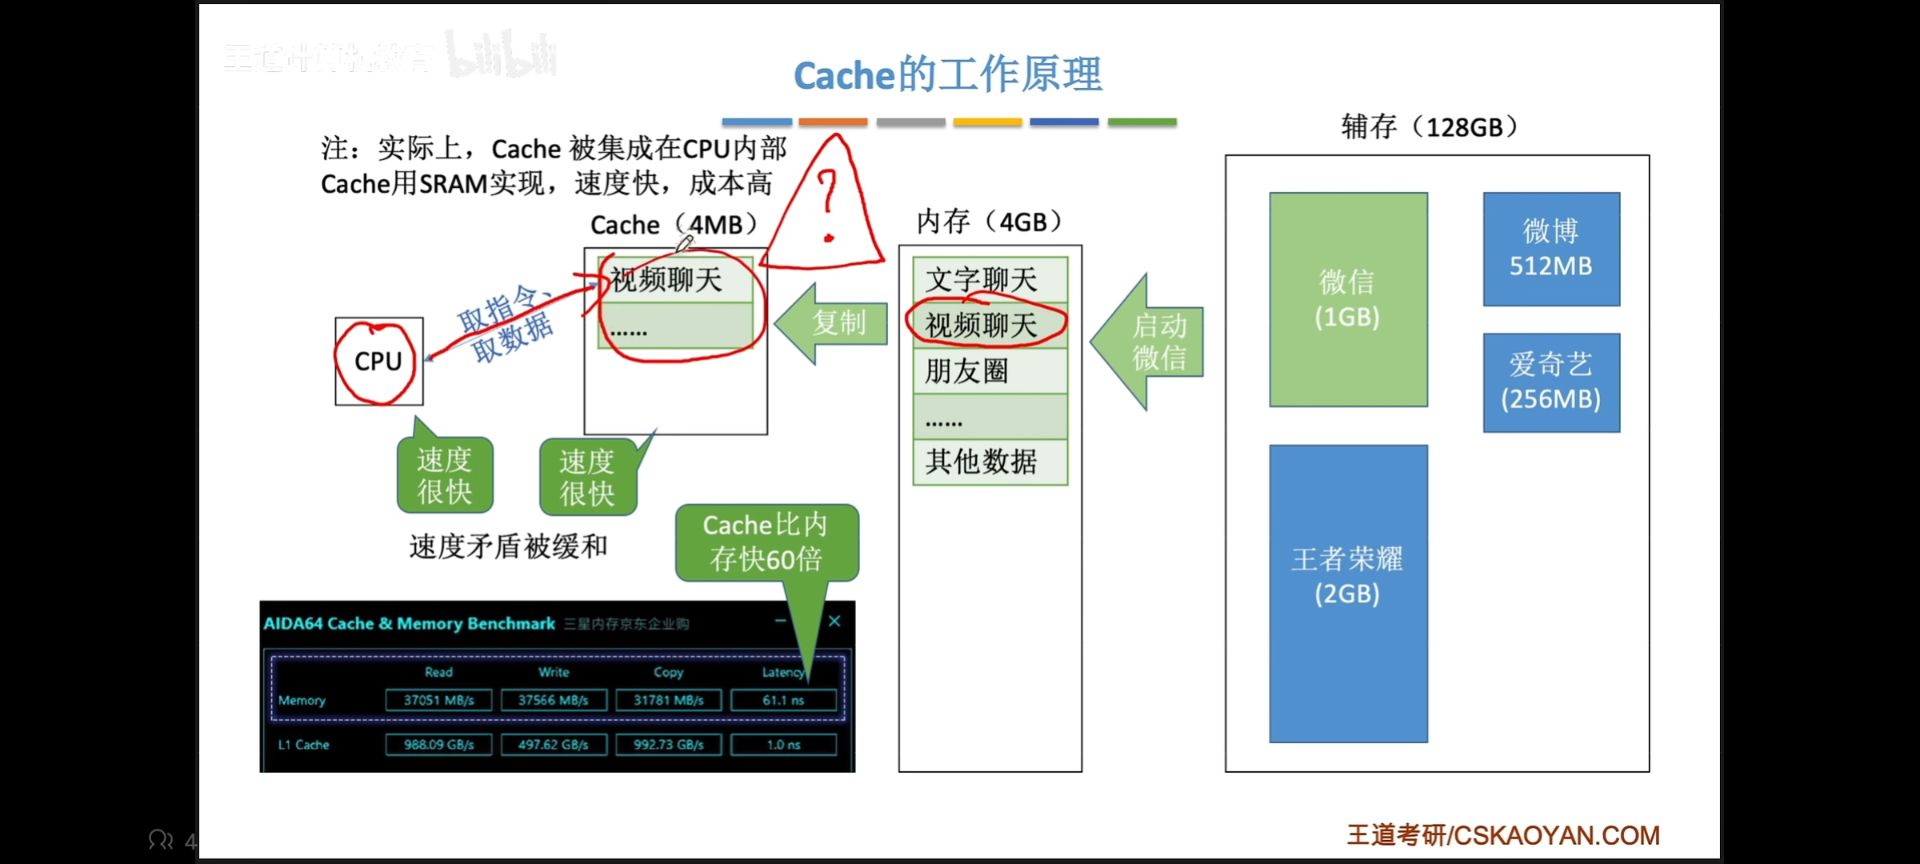 王道计算机教育 bilibili
Cache的工作原理
注：实际上，Cache 被集成在CPU内部
Cache用SRAM实现，速度快，成本高
Cache（4MB）
视频聊天
......
?
内存（4GB）
文字聊天
视频聊天
朋友圈
......
其他数据
辅存（128GB）
微信
(1GB)
微博
512MB
爱奇艺
(256MB)
王者荣耀
(2GB)
启动
微信
复制
取指令、
取数据
CPU
速度
很快
速度
很快
速度矛盾被缓和
Cache比内
存快60倍
AIDA64 Cache & Memory Benchmark 三星内存京东企业购
Read Write Copy Latency
Memory 37051 MB/s 37566 MB/s 31781 MB/s 61.1 ns
L1 Cache 988.09 GB/s 497.62 GB/s 992.73 GB/s 1.0 ns
王道考研/CSKAOYAN.COM
4